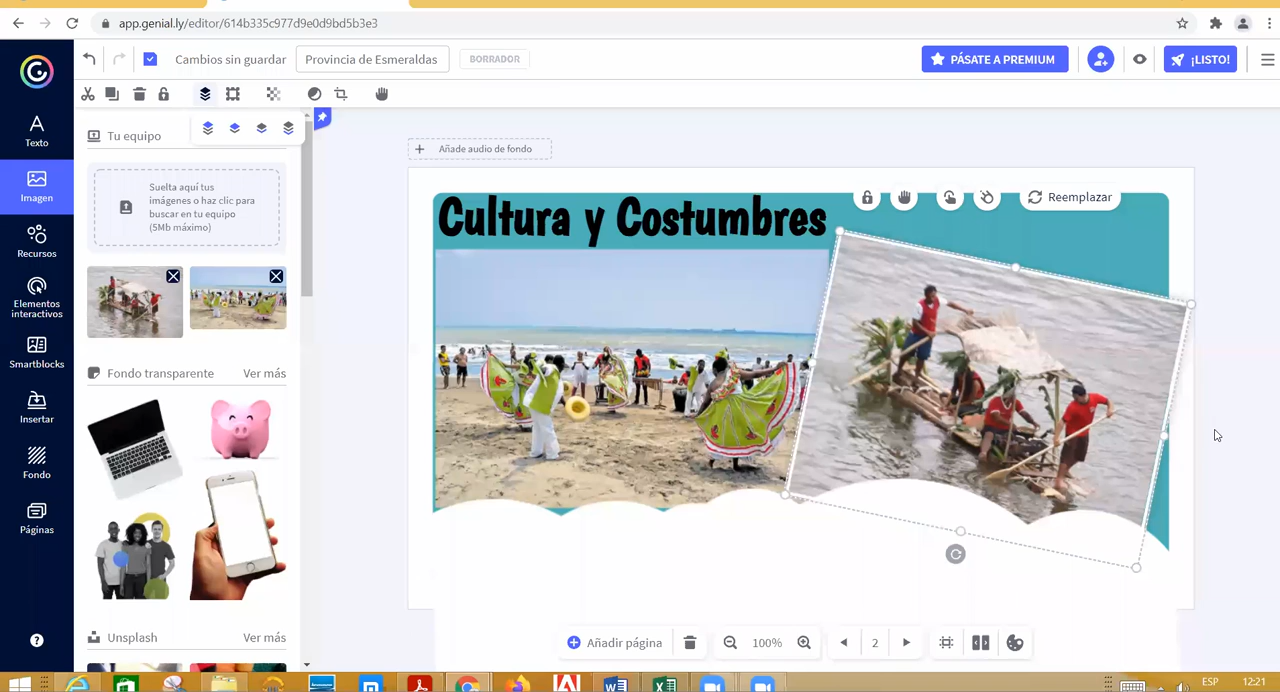 app.genial.ly/editor/614b335c977d9e0d9bd5b3e3
Cambios sin guardar
Provincia de Esmeraldas
BORRADOR
PÁSATE A PREMIUM
¡LISTO!
Texto
Imagen
Recursos
Elementos
interactivos
Smartblocks
Insertar
Fondo
Páginas
Tu equipo
Suelta aquí tus
imágenes o haz clic para
buscar en tu equipo
(5Mb máximo)
Fondo transparente
Ver más
Unsplash
Ver más
Añade audio de fondo
Cultura y Costumbres
Reemplazar
Añadir página
100%
2
ESP
12:21